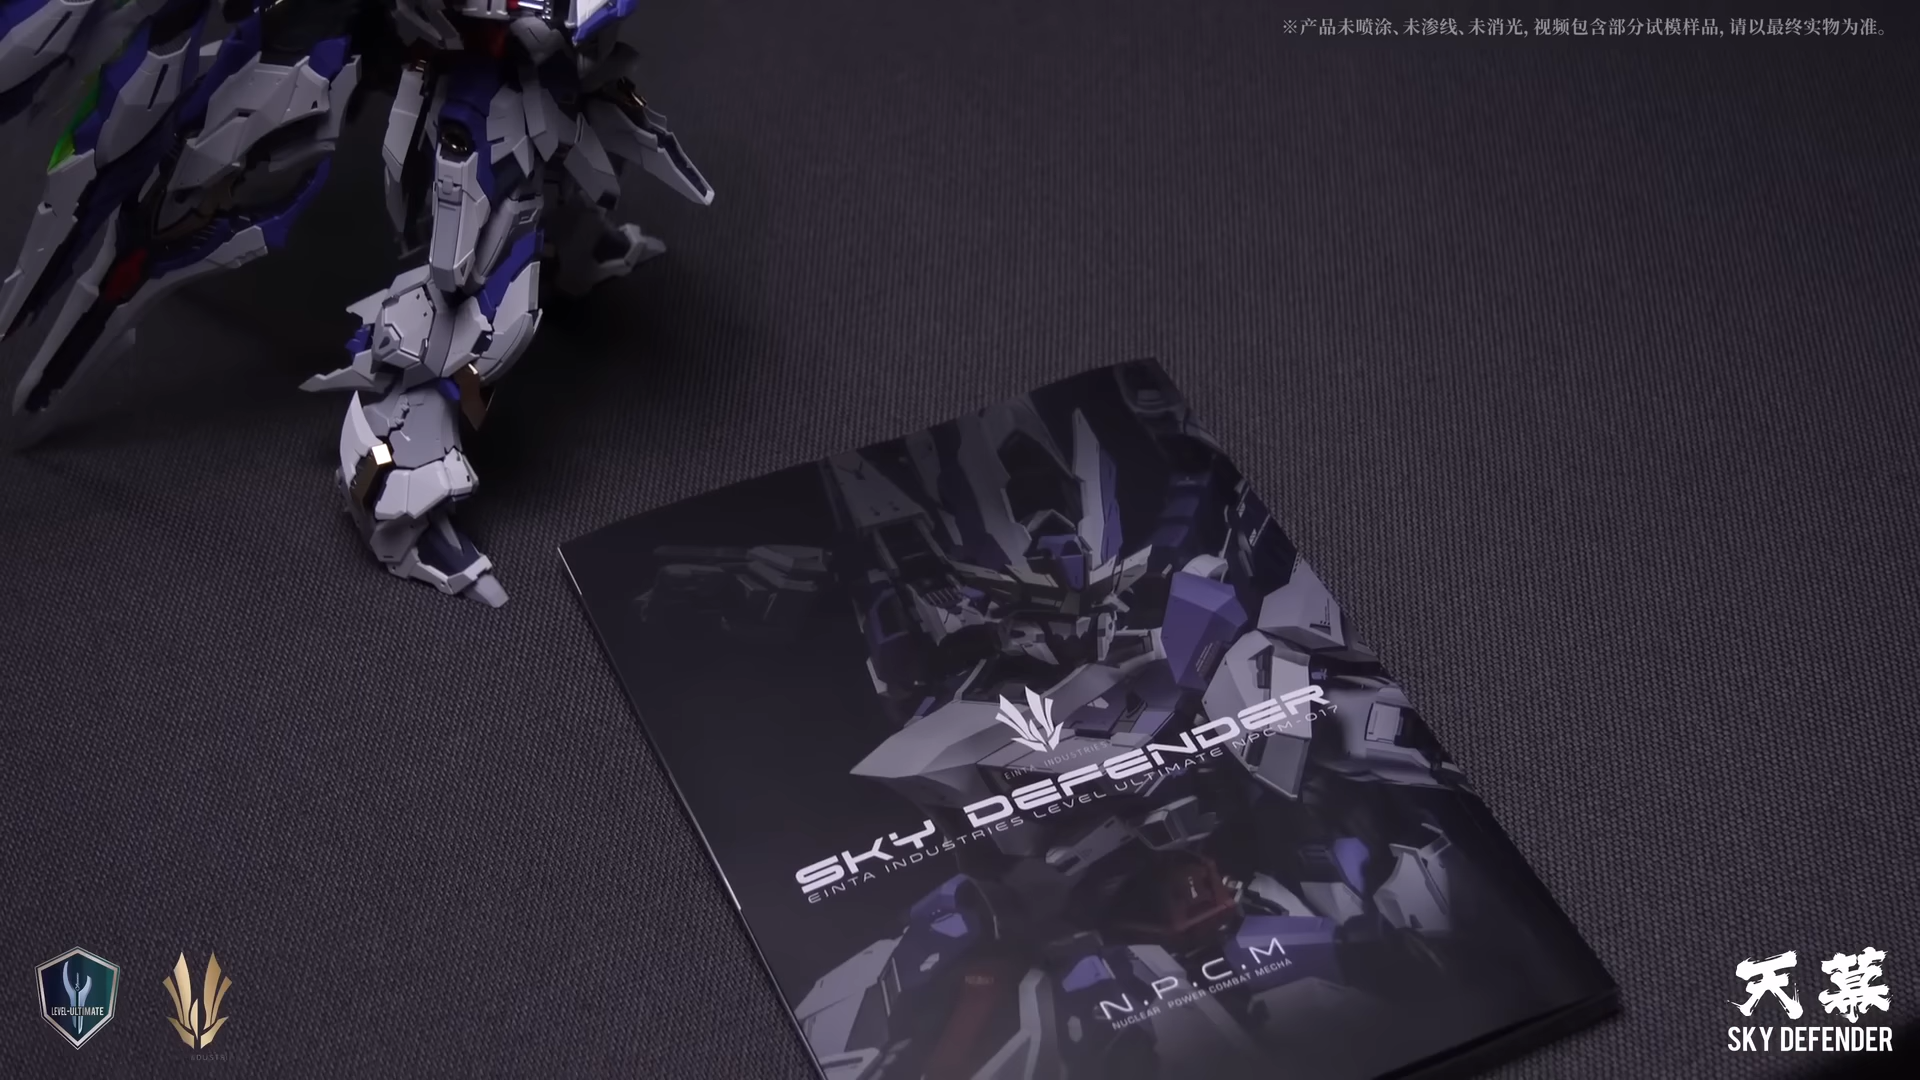 ※产品未喷涂、未渗线、未消光, 视频包含部分试模样品, 请以最终实物为准。
EINTA INDUSTRIES
SKY DEFENDER
EINTA INDUSTRIES LEVEL ULTIMATE NPCM-017
N.P.C.M
NUCLEAR POWER COMBAT MECHA
LEVEL-ULTIMATE
天幕
SKY DEFENDER